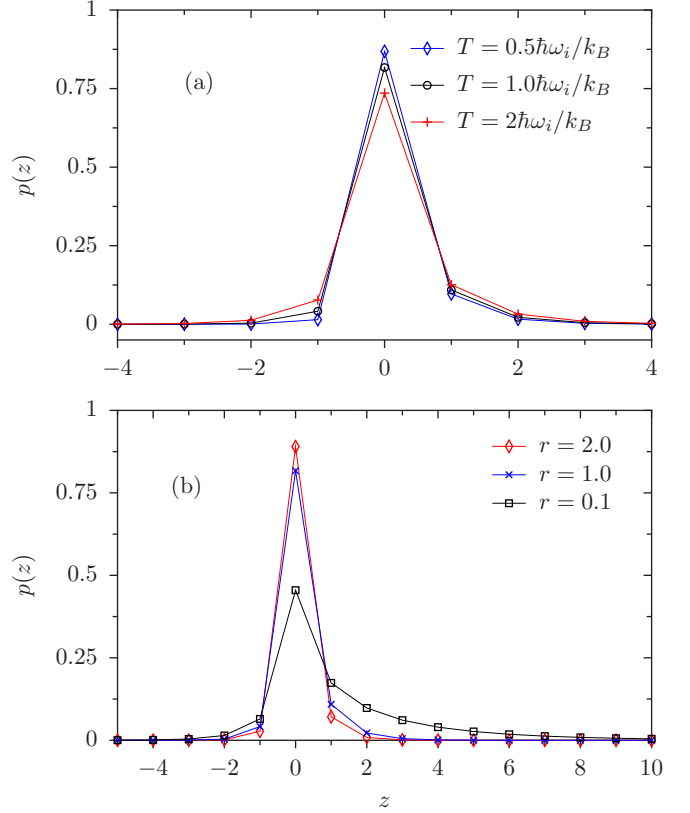 1
0.75
0.5
0.25
0
p(z)
(a)
T = 0.5ℏω_i/k_B
T = 1.0ℏω_i/k_B
T = 2ℏω_i/k_B
−4 −2 0 2 4
1
0.75
0.5
0.25
0
p(z)
(b)
r = 2.0
r = 1.0
r = 0.1
−4 −2 0 2 4 6 8 10
z